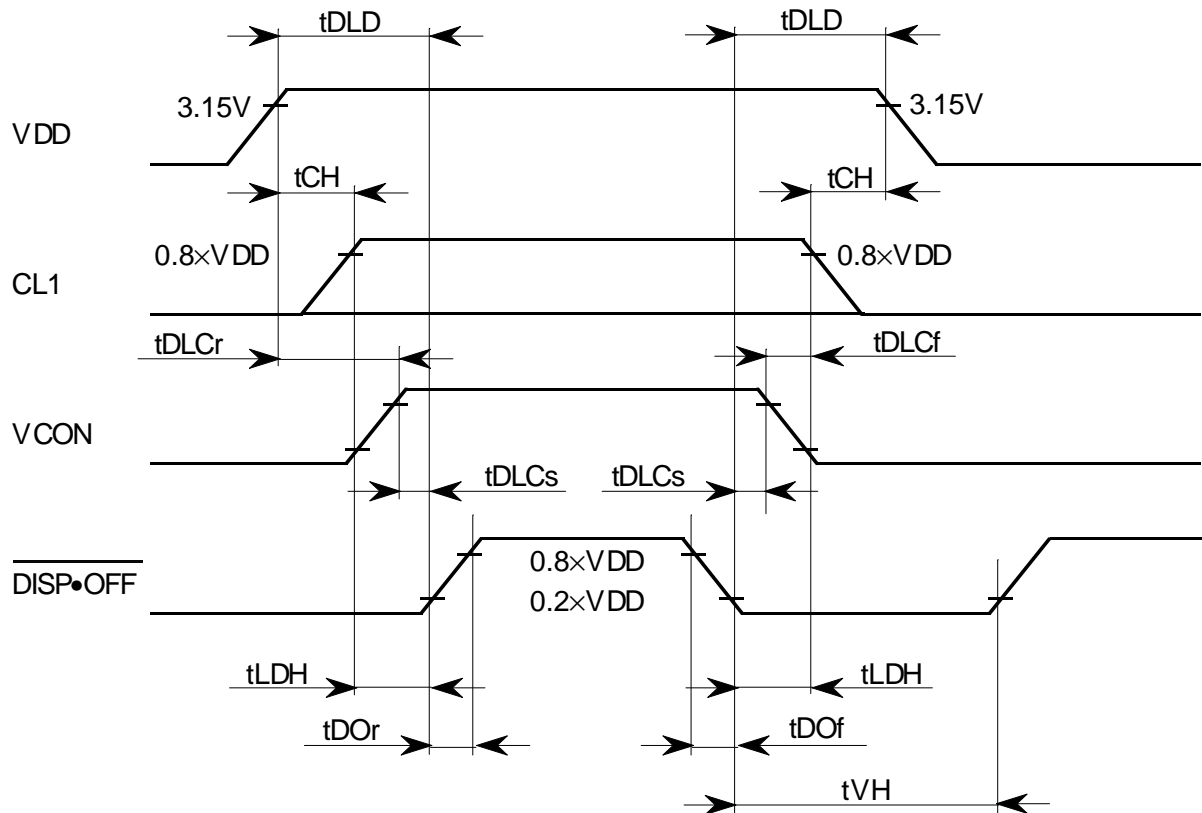 tDLD tDLD
3.15V 3.15V
VDD
tCH tCH
0.8×VDD 0.8×VDD
CL1
tDLCr tDLCf
VCON
tDLCs tDLCs
0.8×VDD
DISP•OFF
0.2×VDD
tLDH tLDH
tDOr tDOf
tVH